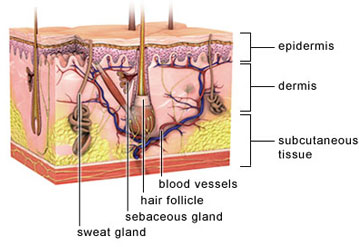 epidermis
dermis
subcutaneous
tissue
blood vessels
hair follicle
sebaceous gland
sweat gland